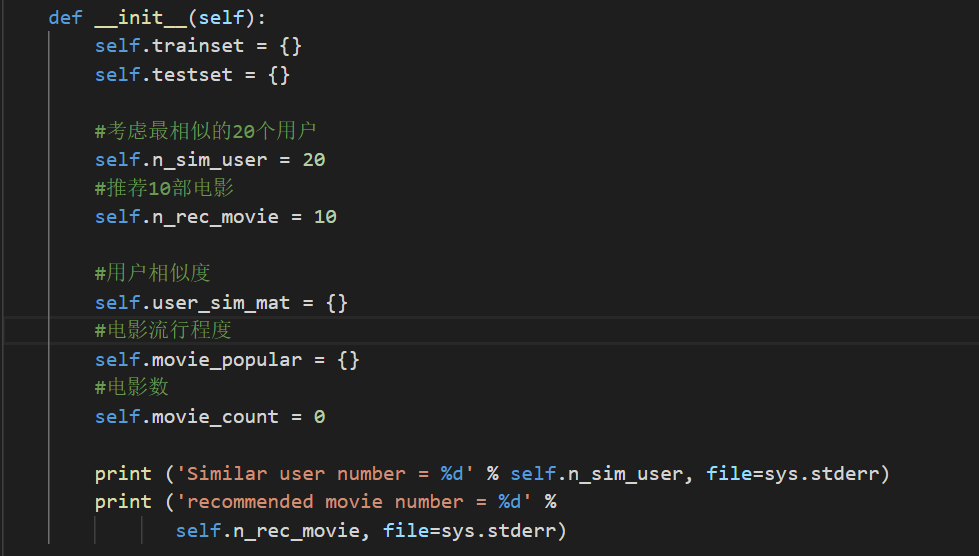 def __init__(self):
self.trainset = {}
self.testset = {}
#考虑最相似的20个用户
self.n_sim_user = 20
#推荐10部电影
self.n_rec_movie = 10
#用户相似度
self.user_sim_mat = {}
#电影流行程度
self.movie_popular = {}
#电影数
self.movie_count = 0
print ('Similar user number = %d' % self.n_sim_user, file=sys.stderr)
print ('recommended movie number = %d' %
self.n_rec_movie, file=sys.stderr)